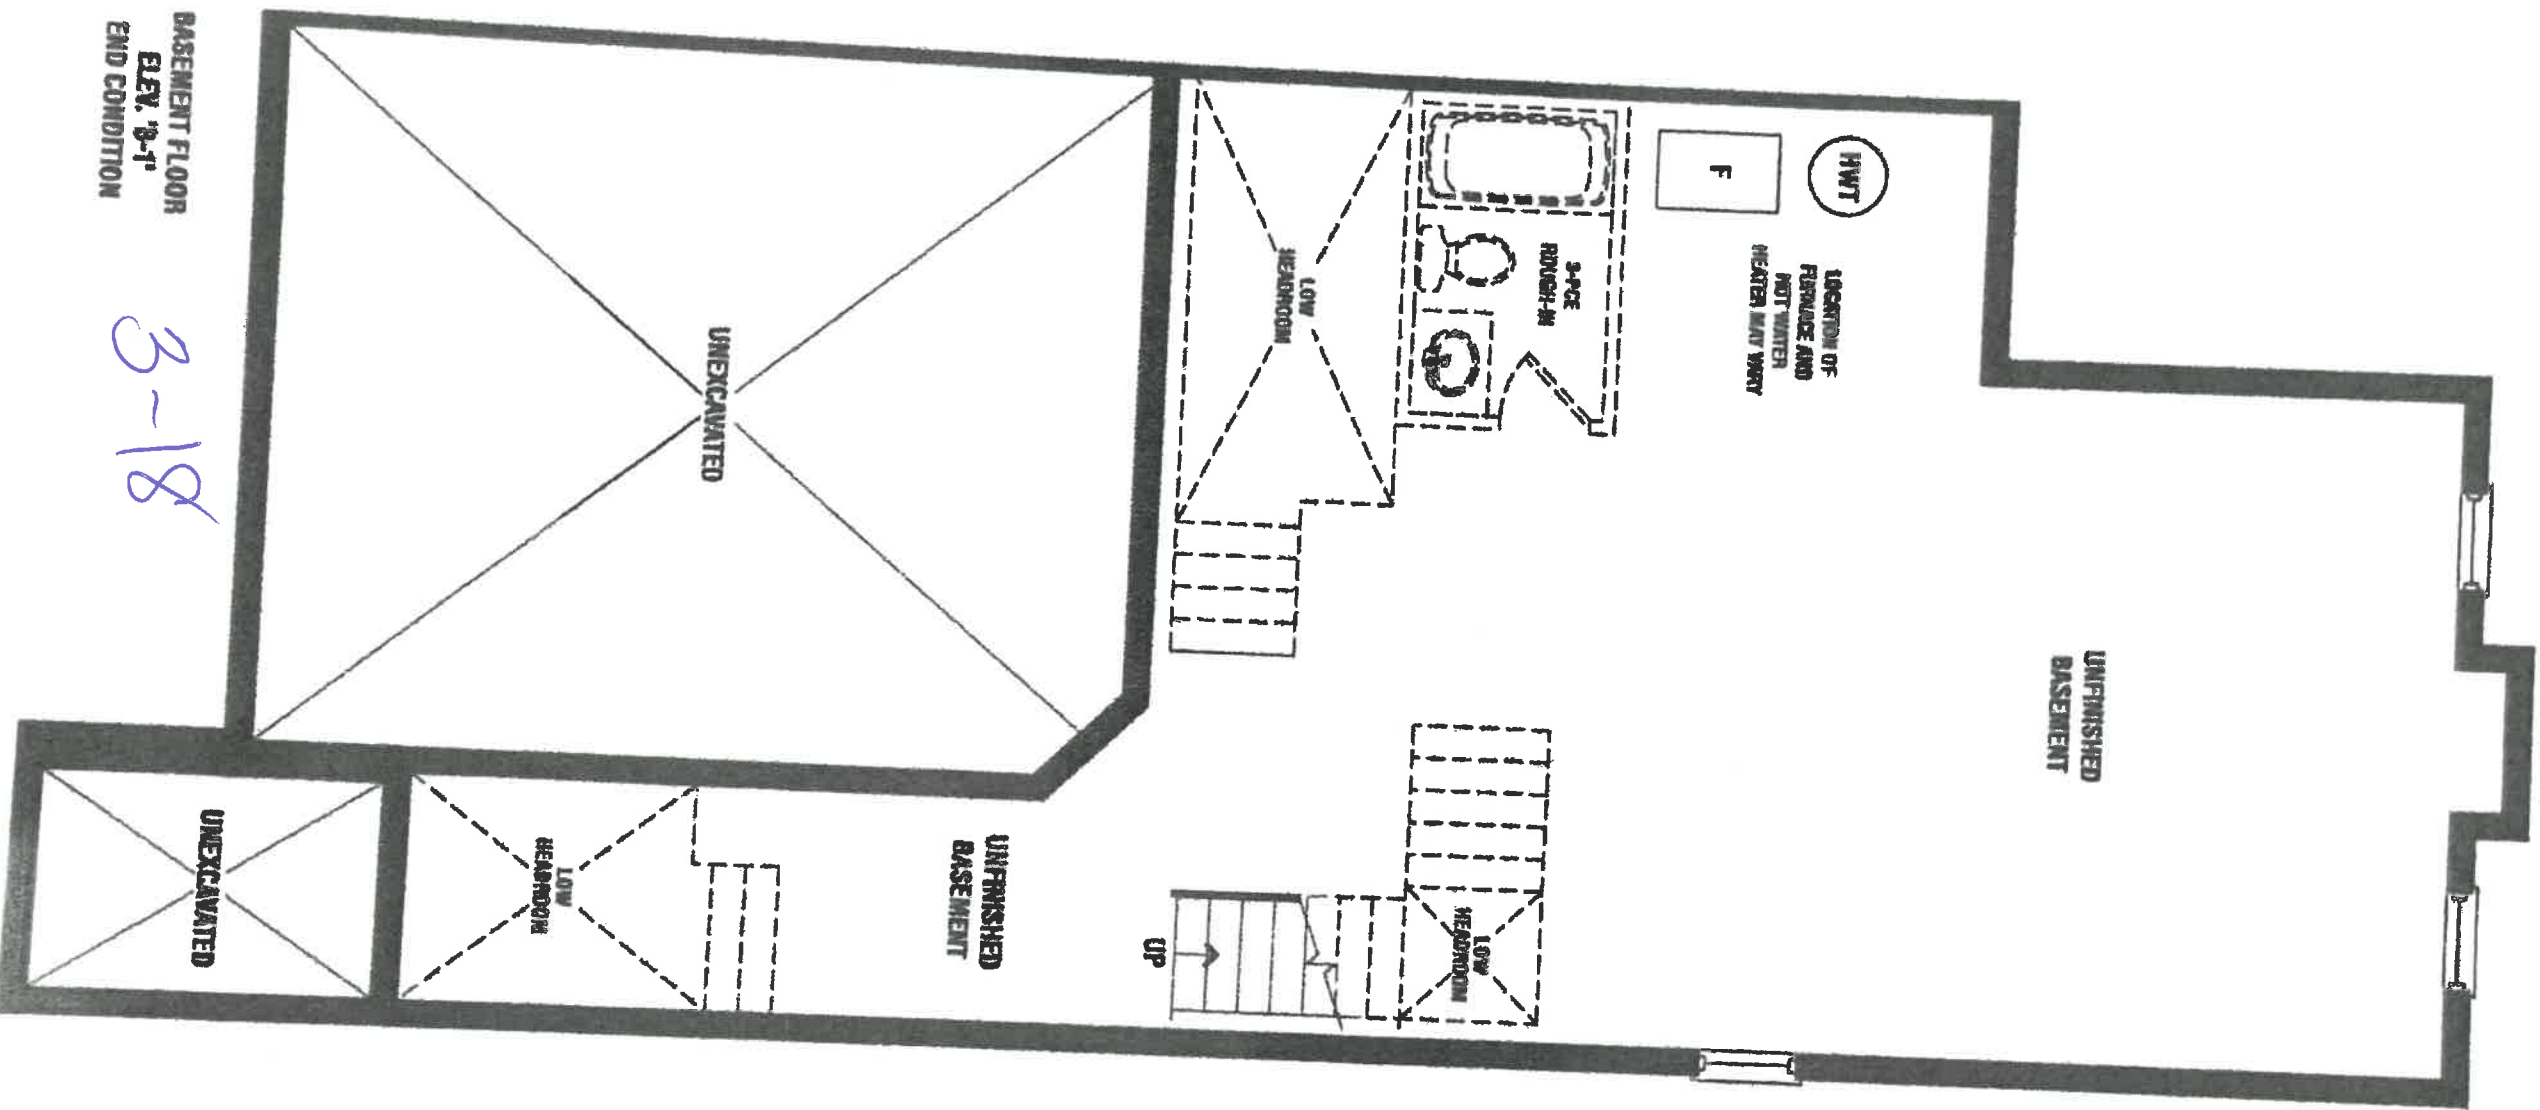 UNFINISHED
BASEMENT
HWT
LOCATION OF
FURNACE AND
HOT WATER
HEATER MAY VARY
F
3-PCE
ROUGH-IN
LOW
HEADROOM
LOW
HEADROOM
UP
UNFINISHED
BASEMENT
UNEXCAVATED
LOW
HEADROOM
UNEXCAVATED
BASEMENT FLOOR
ELEV. 'B-1'
END CONDITION
3-18